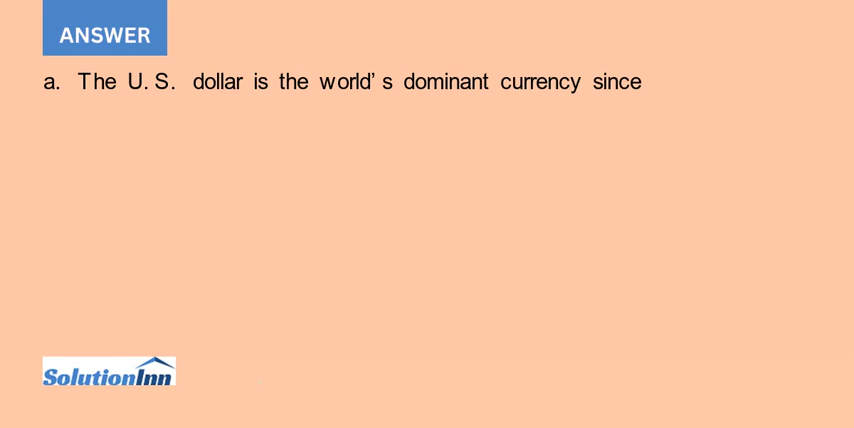 ANSWER
a. The U.S. dollar is the world's dominant currency since
SolutionInn